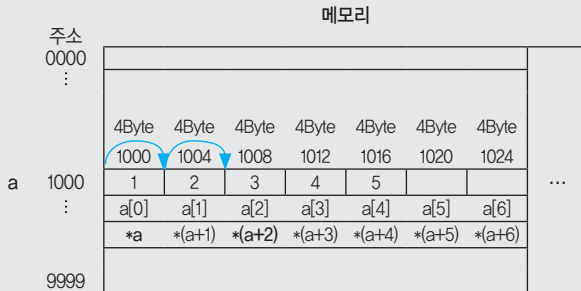 메모리
주소
0000
⋮
4Byte 4Byte 4Byte 4Byte 4Byte 4Byte 4Byte
1000 1004 1008 1012 1016 1020 1024
a 1000 1 2 3 4 5 …
⋮ a[0] a[1] a[2] a[3] a[4] a[5] a[6]
*a *(a+1) *(a+2) *(a+3) *(a+4) *(a+5) *(a+6)
9999